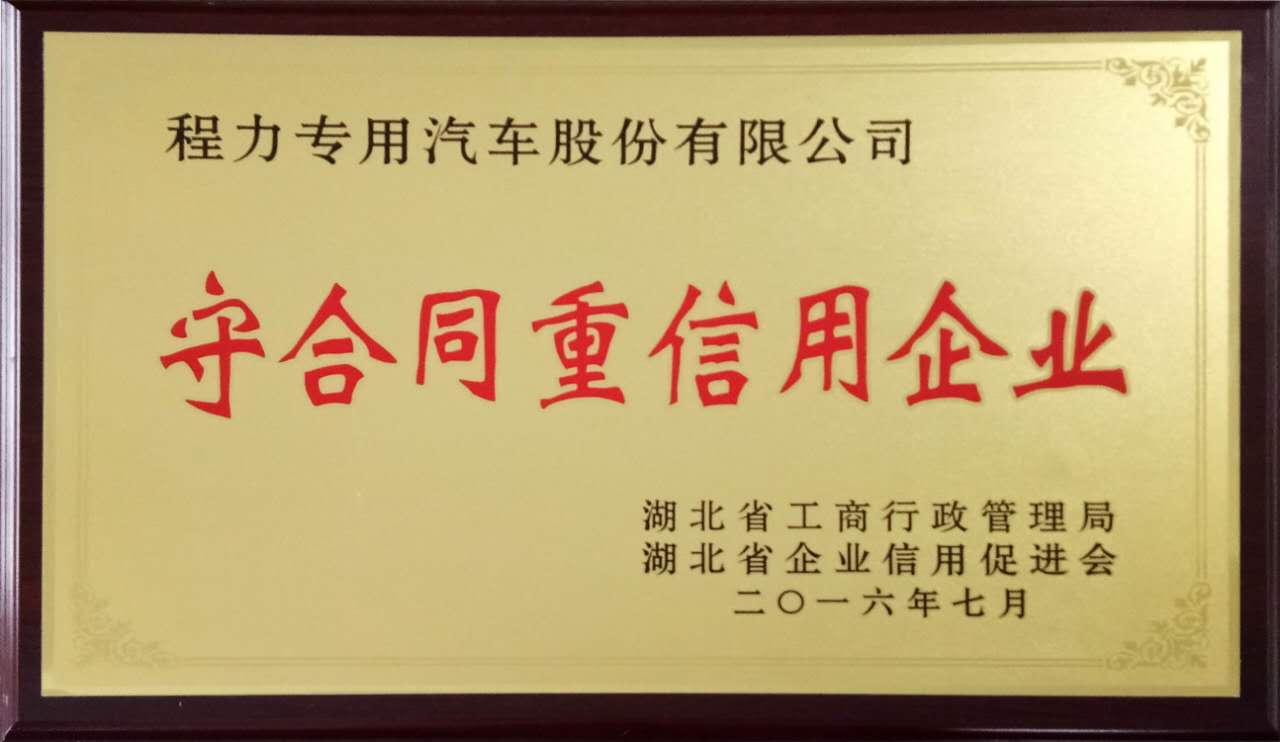 程力专用汽车股份有限公司
守合同重信用企业
湖北省工商行政管理局
湖北省企业信用促进会
二〇一六年七月